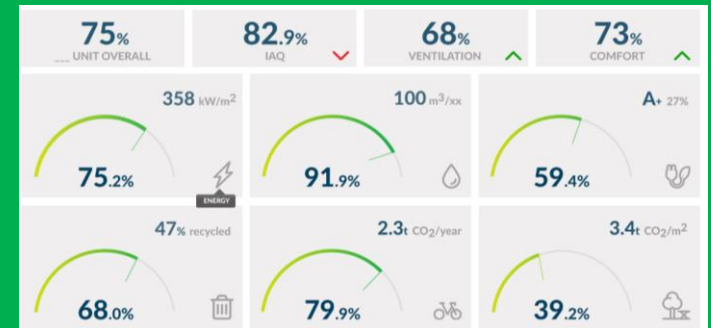 75%
___ UNIT OVERALL
82.9%
IAQ
68%
VENTILATION
73%
COMFORT
358 kW/m²
75.2%
ENERGY
100 m³/xx
91.9%
A+ 27%
59.4%
47% recycled
68.0%
2.3t CO₂/year
79.9%
3.4t CO₂/m²
39.2%